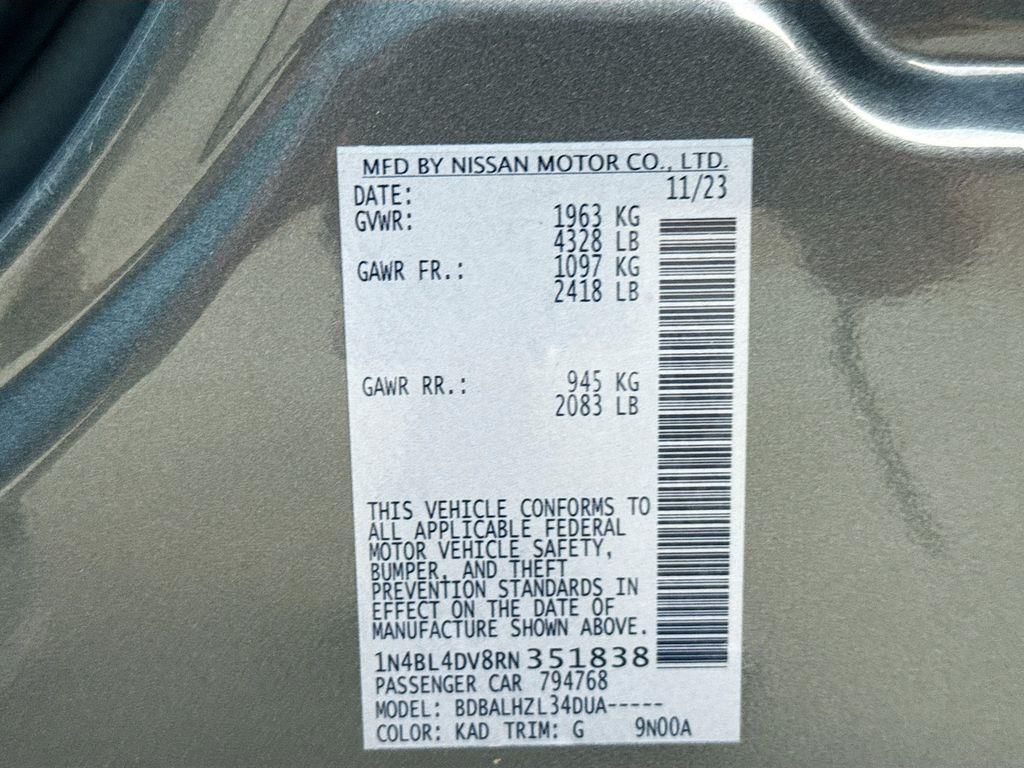 MFD BY NISSAN MOTOR CO., LTD.
DATE: 11/23
GVWR: 1963 KG
4328 LB
GAWR FR.: 1097 KG
2418 LB
GAWR RR.: 945 KG
2083 LB
THIS VEHICLE CONFORMS TO
ALL APPLICABLE FEDERAL
MOTOR VEHICLE SAFETY,
BUMPER, AND THEFT
PREVENTION STANDARDS IN
EFFECT ON THE DATE OF
MANUFACTURE SHOWN ABOVE.
1N4BL4DV8RN351838
PASSENGER CAR 794768
MODEL: BDBALHZL34DUA-----
COLOR: KAD TRIM: G 9N00A